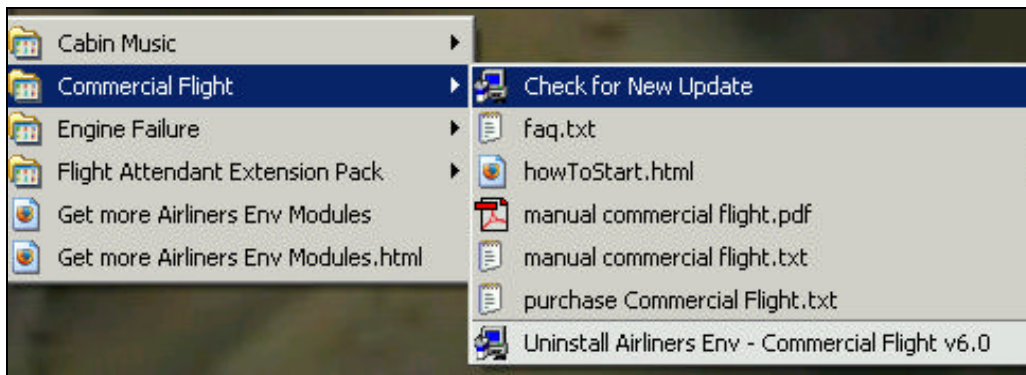 Cabin Music
Commercial Flight
Engine Failure
Flight Attendant Extension Pack
Get more Airliners Env Modules
Get more Airliners Env Modules.html
Check for New Update
faq.txt
howToStart.html
manual commercial flight.pdf
manual commercial flight.txt
purchase Commercial Flight.txt
Uninstall Airliners Env - Commercial Flight v6.0